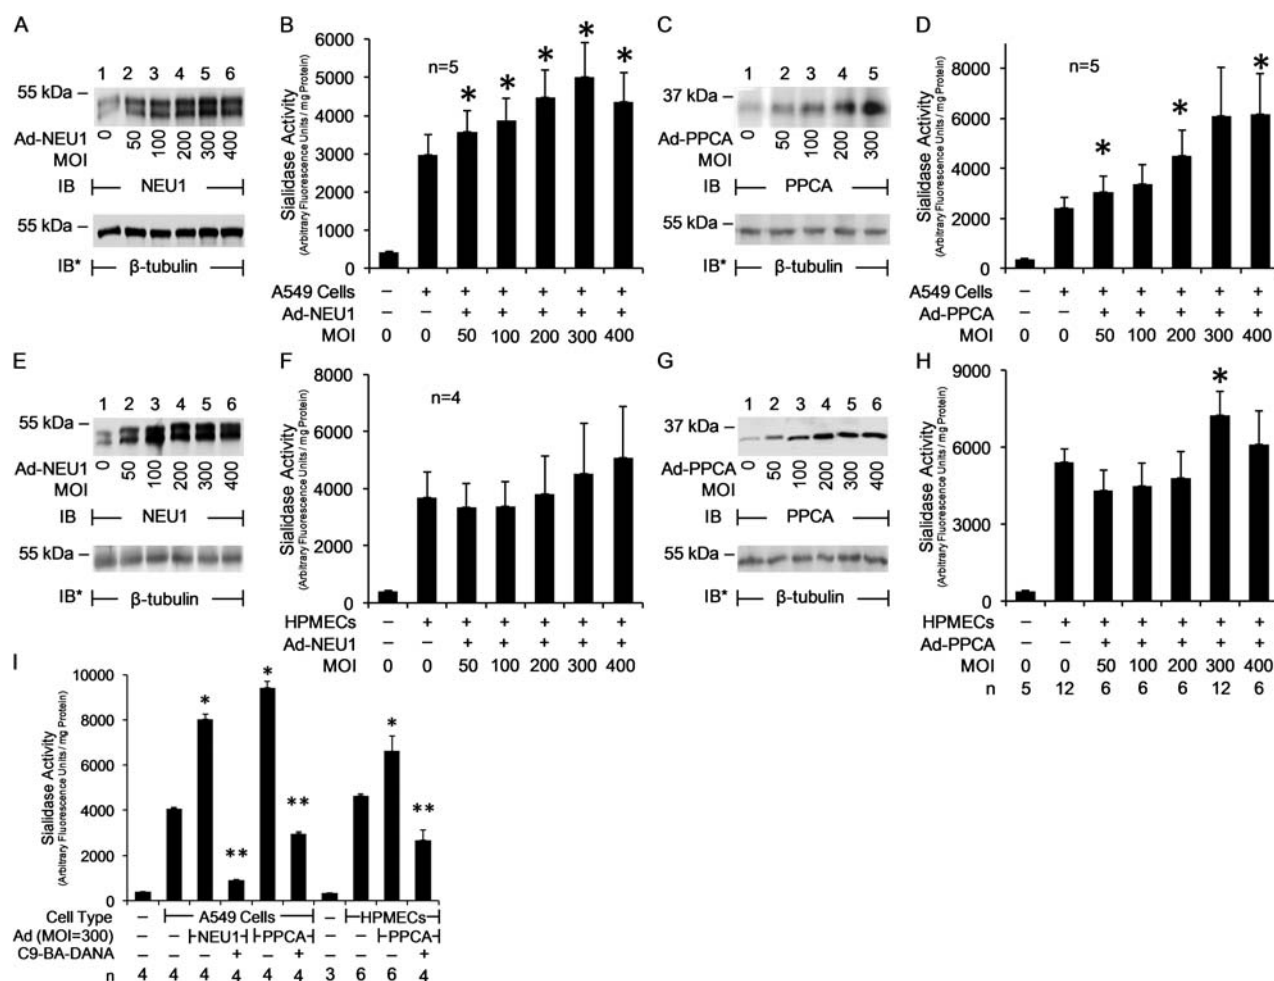 A
1 2 3 4 5 6
55 kDa –
Ad-NEU1 0 50 100 200 300 400
MOI
IB NEU1
55 kDa –
IB* β-tubulin
B
Sialidase Activity
(Arbitrary Fluorescence Units / mg Protein)
6000
5000
4000
3000
2000
1000
0
n=5
* * * * *
A549 Cells – + + + + + +
Ad-NEU1 – – + + + + +
MOI 0 0 50 100 200 300 400
C
1 2 3 4 5
37 kDa –
Ad-PPCA 0 50 100 200 300
MOI
IB PPCA
55 kDa –
IB* β-tubulin
D
Sialidase Activity
(Arbitrary Fluorescence Units / mg Protein)
8000
6000
4000
2000
0
n=5
* * *
A549 Cells – + + + + + +
Ad-PPCA – – + + + + +
MOI 0 0 50 100 200 300 400
E
1 2 3 4 5 6
55 kDa –
Ad-NEU1 0 50 100 200 300 400
MOI
IB NEU1
55 kDa –
IB* β-tubulin
F
Sialidase Activity
(Arbitrary Fluorescence Units / mg Protein)
8000
6000
4000
2000
0
n=4
HPMECs – + + + + + +
Ad-NEU1 – – + + + + +
MOI 0 0 50 100 200 300 400
G
1 2 3 4 5 6
37 kDa –
Ad-PPCA 0 50 100 200 300 400
MOI
IB PPCA
55 kDa –
IB* β-tubulin
H
Sialidase Activity
(Arbitrary Fluorescence Units / mg Protein)
9000
6000
3000
0
*
HPMECs – + + + + + +
Ad-PPCA – – + + + + +
MOI 0 0 50 100 200 300 400
n 5 12 6 6 6 12 6
I
Sialidase Activity
(Arbitrary Fluorescence Units / mg Protein)
10000
8000
6000
4000
2000
0
* ** * ** * **
Cell Type – A549 Cells – HPMECs
Ad (MOI=300) – – NEU1 PPCA – – PPCA
C9-BA-DANA – – – + – + – – – +
n 4 4 4 4 4 4 3 6 6 4